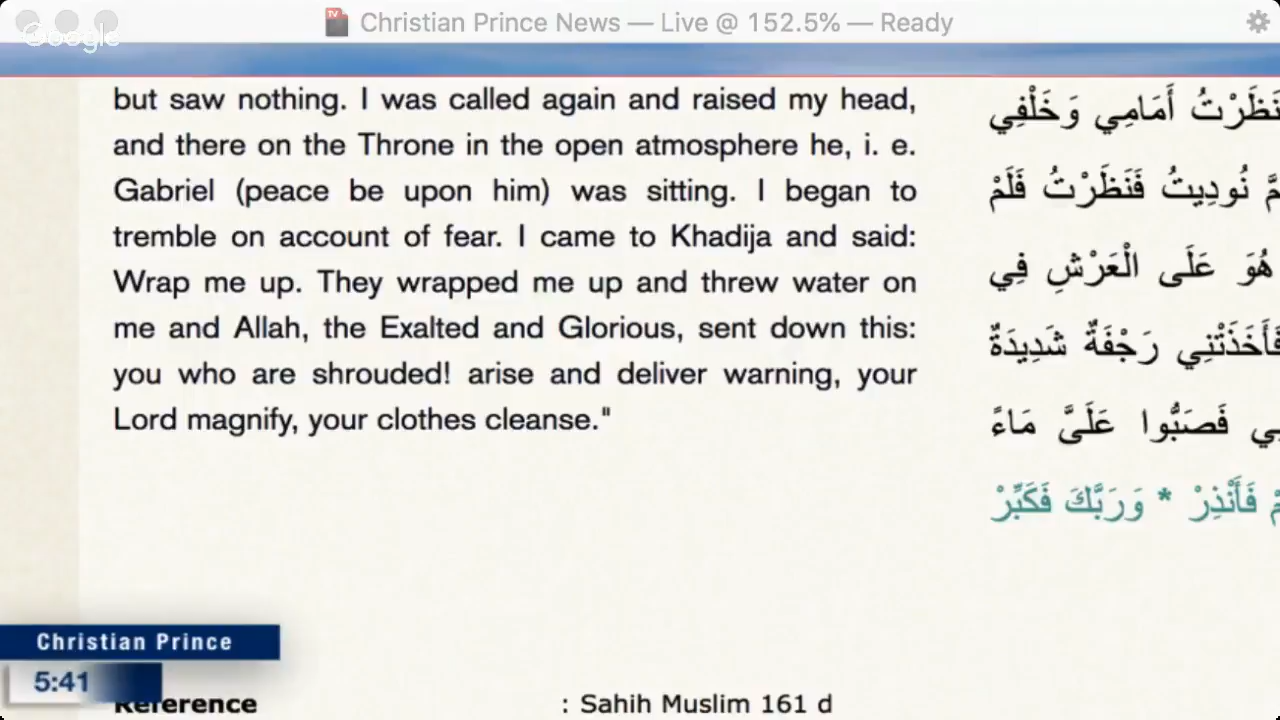 Google
Christian Prince News — Live @ 152.5% — Ready
but saw nothing. I was called again and raised my head,
and there on the Throne in the open atmosphere he, i. e.
Gabriel (peace be upon him) was sitting. I began to
tremble on account of fear. I came to Khadija and said:
Wrap me up. They wrapped me up and threw water on
me and Allah, the Exalted and Glorious, sent down this:
you who are shrouded! arise and deliver warning, your
Lord magnify, your clothes cleanse."
نَظَرْتُ أَمَامِي وَخَلْفِي
نُودِيتُ فَنَظَرْتُ فَلَمْ
هُوَ عَلَى الْعَرْشِ فِي
فَأَخَذَتْنِي رَجْفَةٌ شَدِيدَةٌ
فَصَبُّوا عَلَىَّ مَاءً
فَأَنْذِرْ * وَرَبَّكَ فَكَبِّرْ
Christian Prince
5:41
Reference : Sahih Muslim 161 d